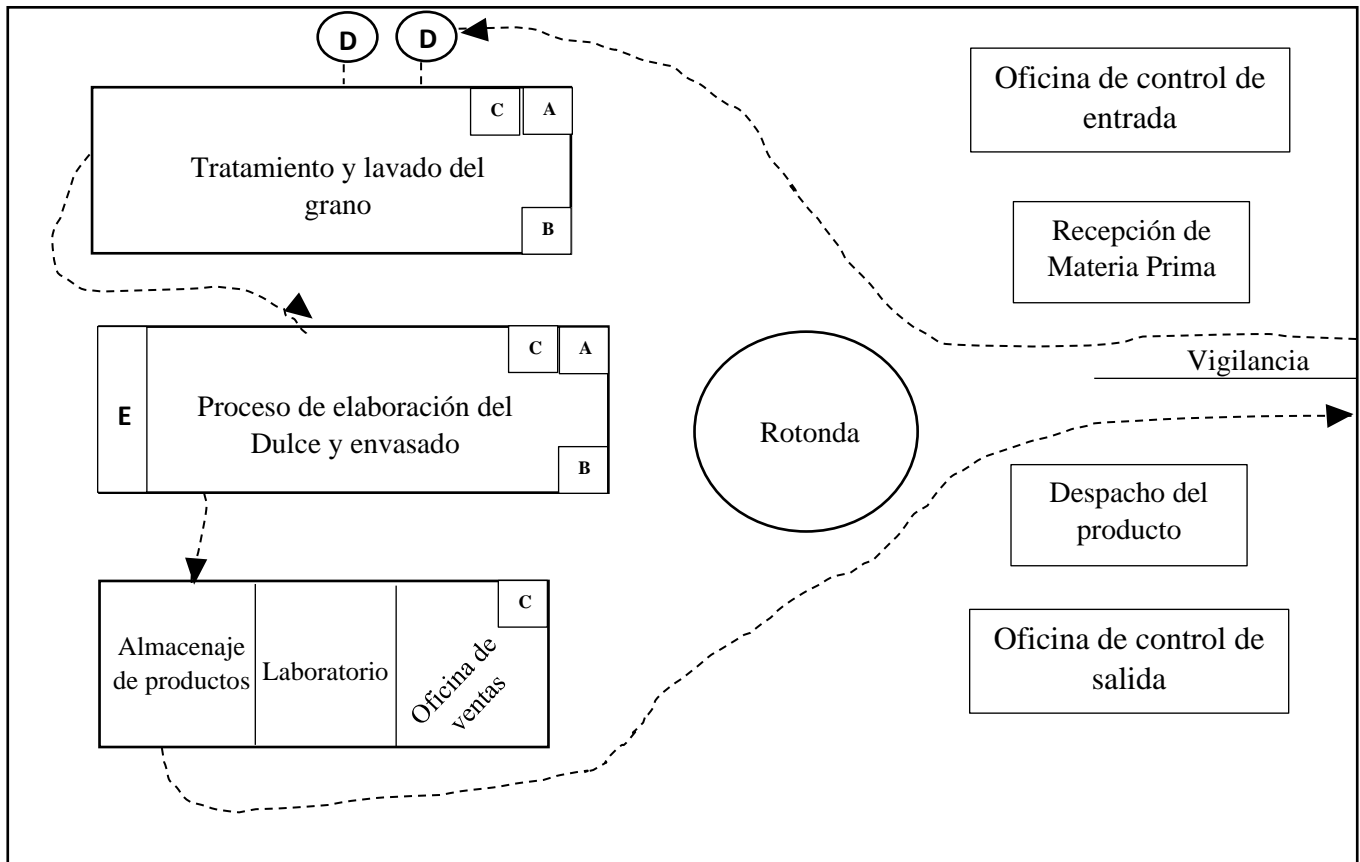 D D
Oficina de control de
entrada
C A
Tratamiento y lavado del
grano
B
Recepción de
Materia Prima
Vigilancia
C A
E
Proceso de elaboración del
Dulce y envasado
B
Rotonda
Despacho del
producto
C
Almacenaje
de productos
Laboratorio
Oficina de
ventas
Oficina de control de
salida